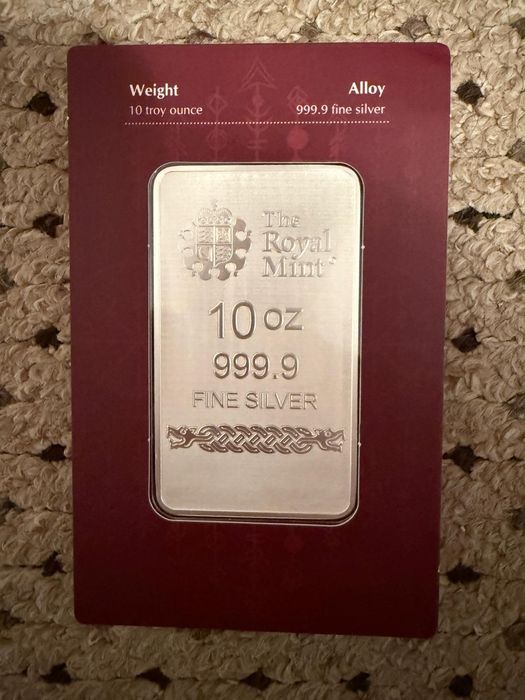 Weight
10 troy ounce
Alloy
999.9 fine silver
The
Royal
Mint
10 oz
999.9
FINE SILVER